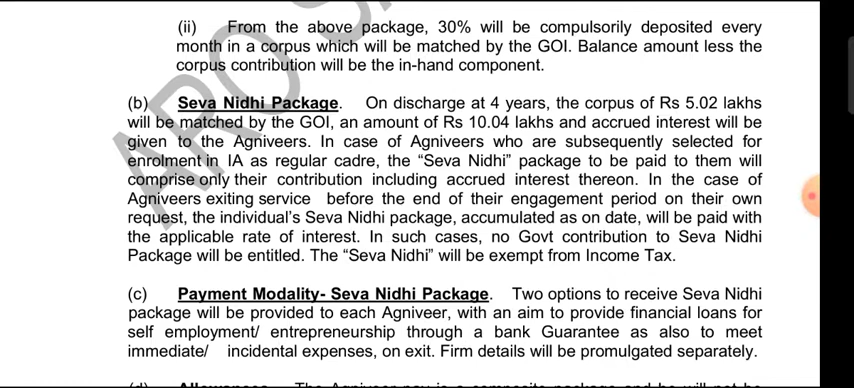 (ii) From the above package, 30% will be compulsorily deposited every
month in a corpus which will be matched by the GOI. Balance amount less the
corpus contribution will be the in-hand component.
(b) Seva Nidhi Package. On discharge at 4 years, the corpus of Rs 5.02 lakhs
will be matched by the GOI, an amount of Rs 10.04 lakhs and accrued interest will be
given to the Agniveers. In case of Agniveers who are subsequently selected for
enrolment in IA as regular cadre, the “Seva Nidhi” package to be paid to them will
comprise only their contribution including accrued interest thereon. In the case of
Agniveers exiting service before the end of their engagement period on their own
request, the individual's Seva Nidhi package, accumulated as on date, will be paid with
the applicable rate of interest. In such cases, no Govt contribution to Seva Nidhi
Package will be entitled. The “Seva Nidhi” will be exempt from Income Tax.
(c) Payment Modality- Seva Nidhi Package. Two options to receive Seva Nidhi
package will be provided to each Agniveer, with an aim to provide financial loans for
self employment/ entrepreneurship through a bank Guarantee as also to meet
immediate/ incidental expenses, on exit. Firm details will be promulgated separately.
ARO S